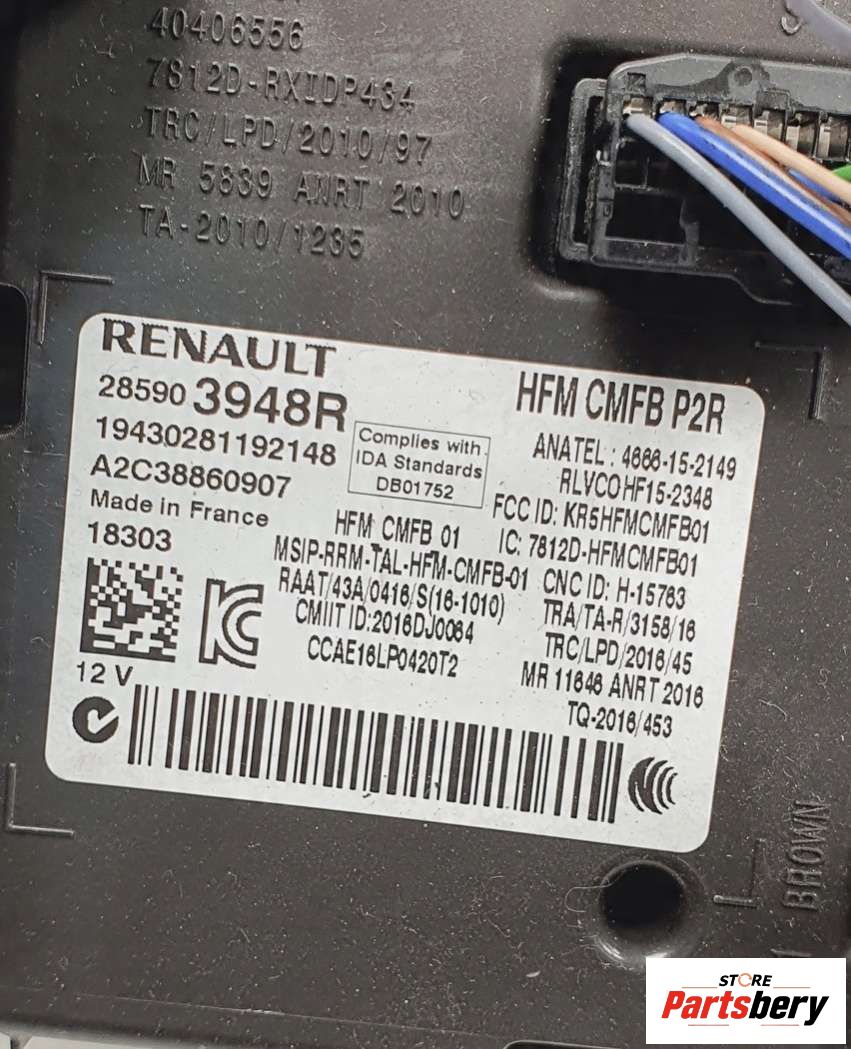 40406556
7812D-RXIDP434
TRC/LPD/2010/97
MR 5839 ANRT 2010
TA-2010/1235
RENAULT
28590 3948R
19430281192148
A2C38860907
Made in France
18303
Complies with
IDA Standards
DB01752
HFM CMFB P2R
ANATEL : 4666-15-2149
RLVCOHF15-2348
FCC ID: KR5HFMCMFB01
IC: 7812D-HFMCMFB01
CNC ID: H-15763
TRA/TA-R/3158/16
TRC/LPD/2016/45
MR 11646 ANRT 2016
TQ-2016/453
HFM CMFB 01
MSIP-RRM-TAL-HFM-CMFB-01
RAAT/43A/0416/S(16-1010)
CMIIT ID:2016DJ0064
CCAE16LP0420T2
12 V
BROWN
STORE
Partsbery